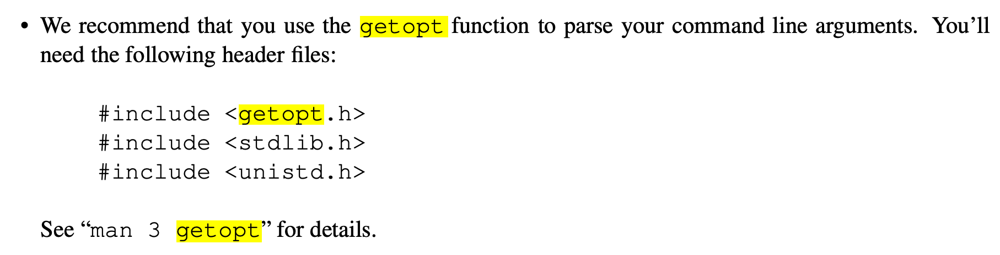 • We recommend that you use the getopt function to parse your command line arguments. You’ll
need the following header files:
#include <getopt.h>
#include <stdlib.h>
#include <unistd.h>
See “man 3 getopt” for details.